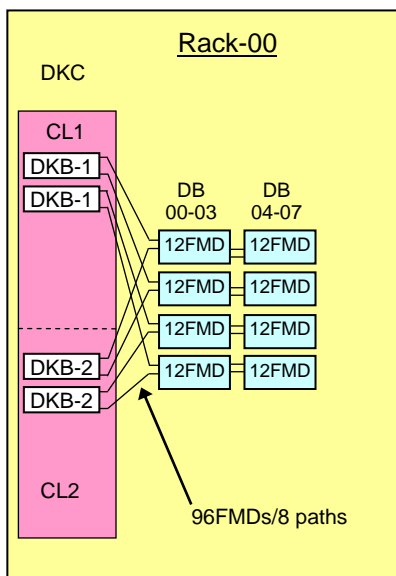 Rack-00
DKC
CL1
DKB-1
DKB-1
DB DB
00-03 04-07
12FMD 12FMD
12FMD 12FMD
12FMD 12FMD
12FMD 12FMD
DKB-2
DKB-2
CL2
96FMDs/8 paths